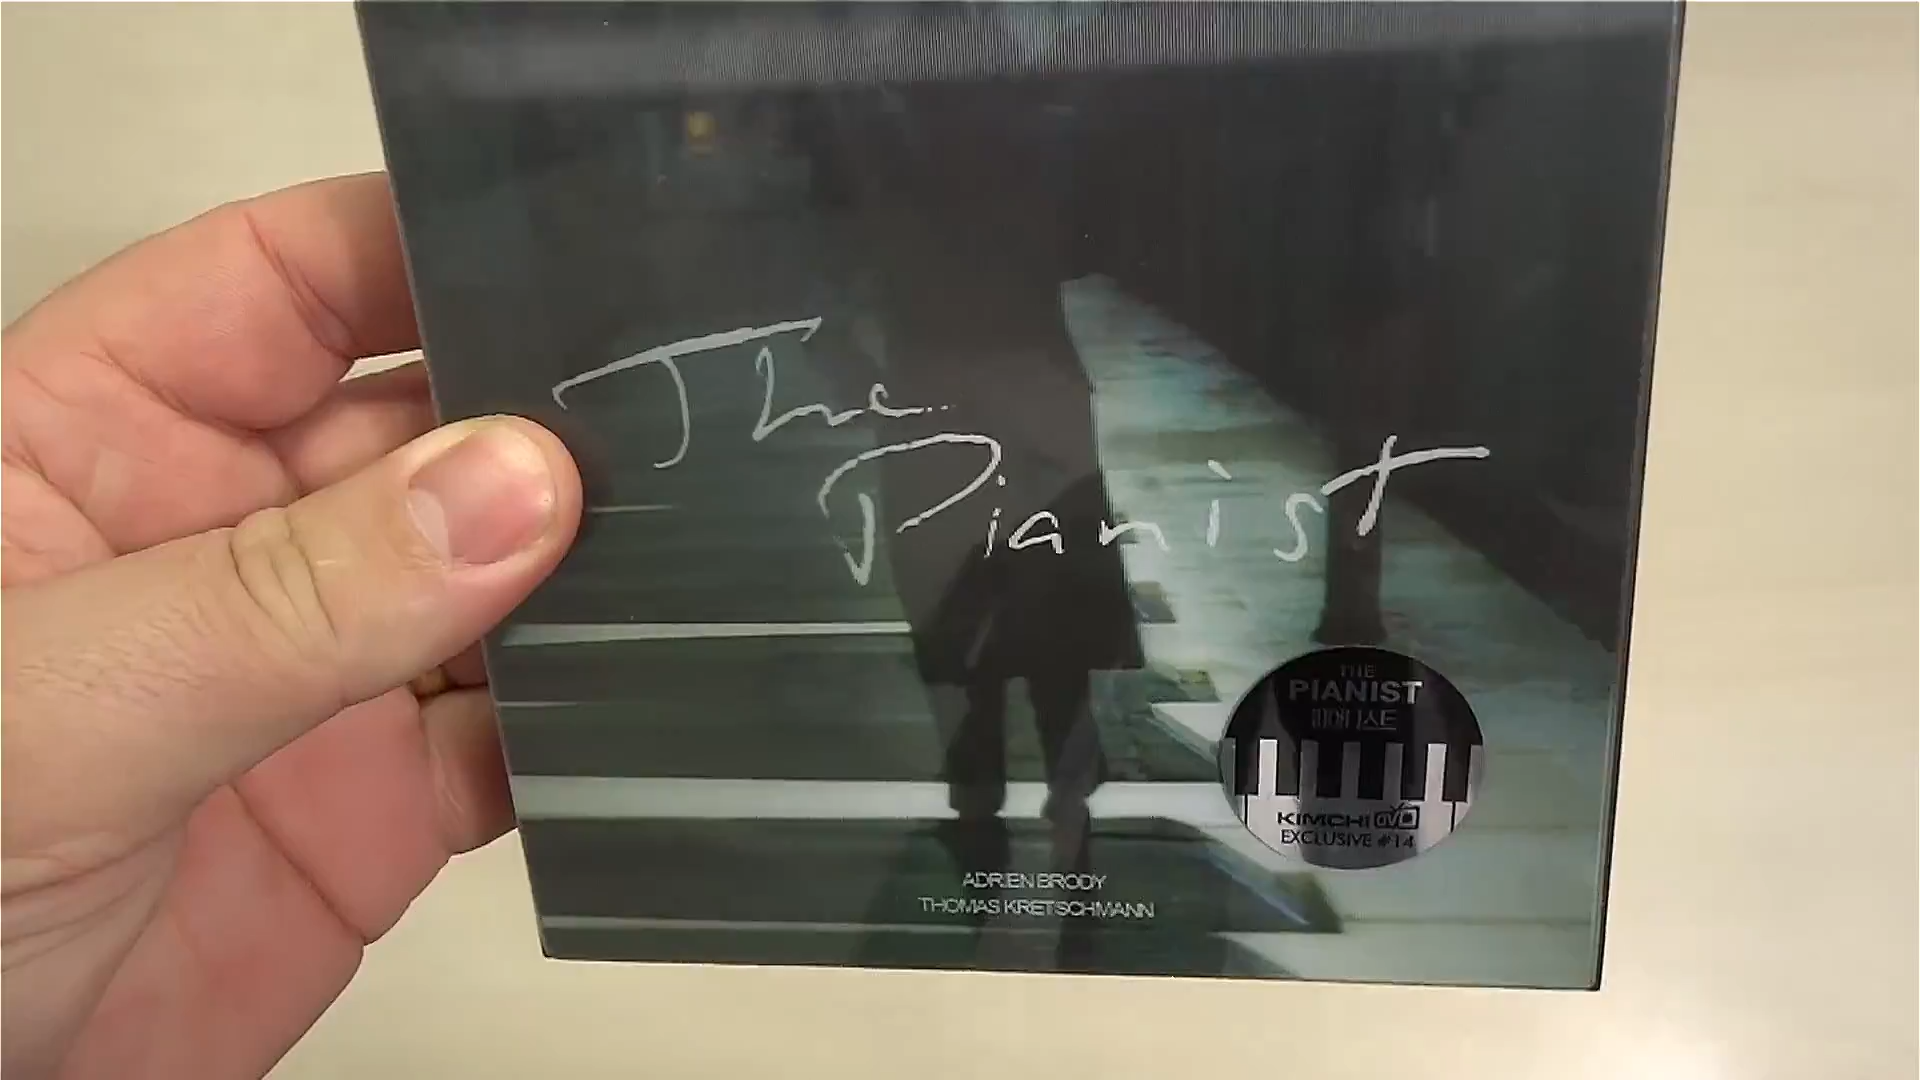 The
Pianist
THE
PIANIST
피아니스트
KIMCHI DVD
EXCLUSIVE #14
ADRIEN BRODY
THOMAS KRETSCHMANN